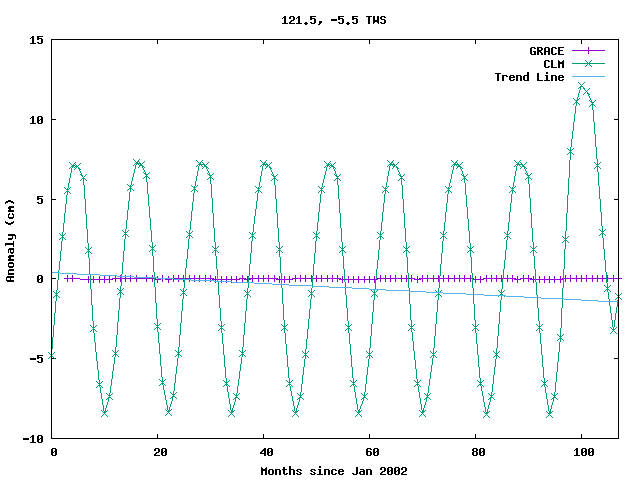 121.5, -5.5 TWS
15
10
5
0
-5
-10
Anomaly (cm)
GRACE
CLM
Trend Line
0 20 40 60 80 100
Months since Jan 2002